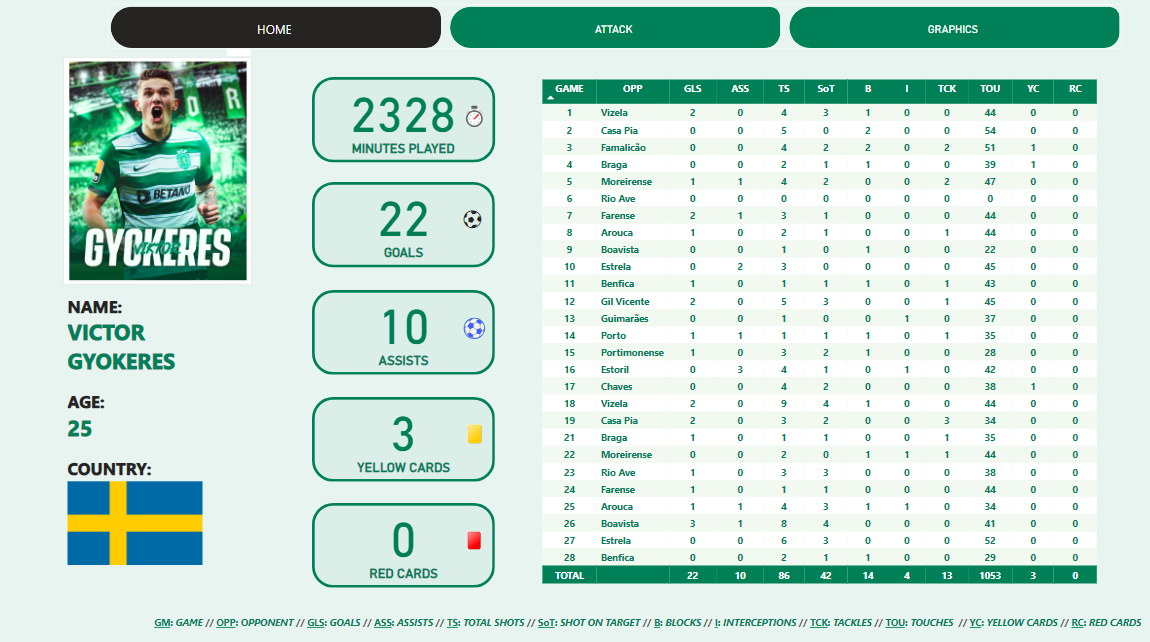 HOME
ATTACK
GRAPHICS
BETANO
VIKTOR
GYOKERES
NAME:
VICTOR
GYOKERES
AGE:
25
COUNTRY:
2328
MINUTES PLAYED
22
GOALS
10
ASSISTS
3
YELLOW CARDS
0
RED CARDS
GAME OPP GLS ASS TS SoT B I TCK TOU YC RC
1 Vizela 2 0 4 3 1 0 0 44 0 0
2 Casa Pia 0 0 5 0 2 0 0 54 0 0
3 Famalicão 0 0 4 2 2 0 2 51 1 0
4 Braga 0 0 2 1 1 0 0 39 1 0
5 Moreirense 1 1 4 2 0 0 2 47 0 0
6 Rio Ave 0 0 0 0 0 0 0 0 0 0
7 Farense 2 1 3 1 0 0 0 44 0 0
8 Arouca 1 0 2 1 0 0 1 44 0 0
9 Boavista 0 0 1 0 1 0 0 22 0 0
10 Estrela 0 2 3 0 0 0 0 45 0 0
11 Benfica 1 0 1 1 1 0 1 43 0 0
12 Gil Vicente 2 0 5 3 0 0 1 45 0 0
13 Guimarães 0 0 1 0 0 1 0 37 0 0
14 Porto 1 1 1 1 1 0 1 35 0 0
15 Portimonense 1 0 3 2 1 0 0 28 0 0
16 Estoril 0 3 4 1 0 1 0 42 0 0
17 Chaves 0 0 4 2 0 0 0 38 1 0
18 Vizela 2 0 9 4 1 0 0 44 0 0
19 Casa Pia 2 0 3 2 0 0 3 34 0 0
21 Braga 1 0 1 1 0 0 1 35 0 0
22 Moreirense 0 0 2 0 1 1 1 44 0 0
23 Rio Ave 1 0 3 3 0 0 0 38 0 0
24 Farense 1 0 1 1 0 0 0 44 0 0
25 Arouca 1 1 4 3 1 1 0 34 0 0
26 Boavista 3 1 8 4 0 0 0 41 0 0
27 Estrela 0 0 6 3 0 0 0 52 0 0
28 Benfica 0 0 2 1 1 0 0 29 0 0
TOTAL 22 10 86 42 14 4 13 1053 3 0
GM: GAME // OPP: OPPONENT // GLS: GOALS // ASS: ASSISTS // TS: TOTAL SHOTS // SoT: SHOT ON TARGET // B: BLOCKS // I: INTERCEPTIONS // TCK: TACKLES // TOU: TOUCHES // YC: YELLOW CARDS // RC: RED CARDS